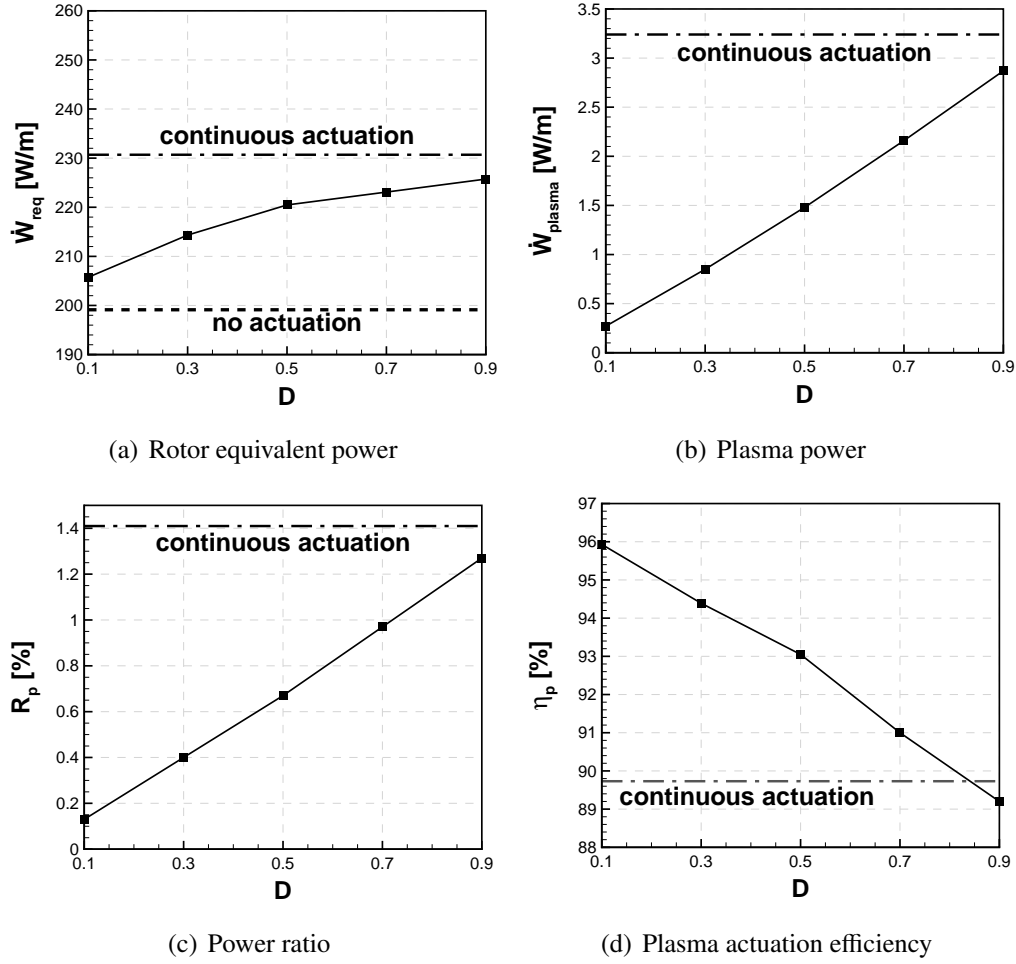 260
250
240
230
220
210
200
190
Ẇreq [W/m]
continuous actuation
no actuation
0.1 0.3 0.5 0.7 0.9
D
(a) Rotor equivalent power
3.5
3
2.5
2
1.5
1
0.5
0
Ẇplasma [W/m]
continuous actuation
0.1 0.3 0.5 0.7 0.9
D
(b) Plasma power
1.4
1.2
1
0.8
0.6
0.4
0.2
0
Rp [%]
continuous actuation
0.1 0.3 0.5 0.7 0.9
D
(c) Power ratio
97
96
95
94
93
92
91
90
89
88
ηp [%]
continuous actuation
0.1 0.3 0.5 0.7 0.9
D
(d) Plasma actuation efficiency